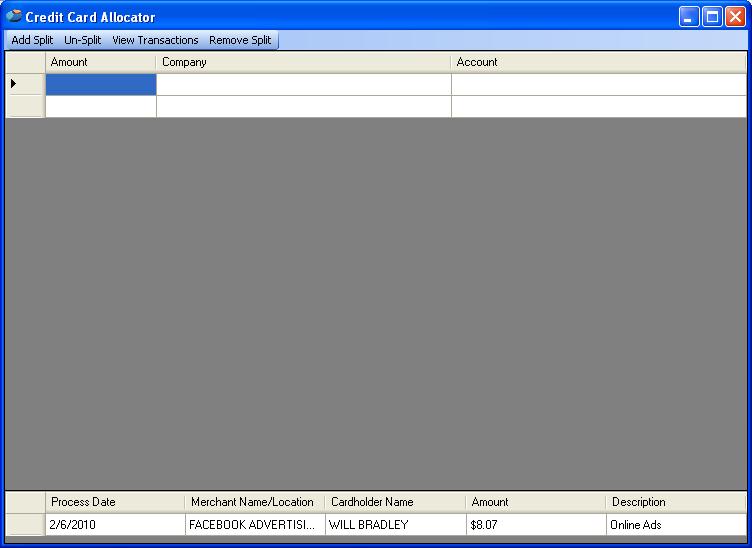 Credit Card Allocator
Add Split Un-Split View Transactions Remove Split
Amount Company Account
Process Date Merchant Name/Location Cardholder Name Amount Description
2/6/2010 FACEBOOK ADVERTISI... WILL BRADLEY $8.07 Online Ads